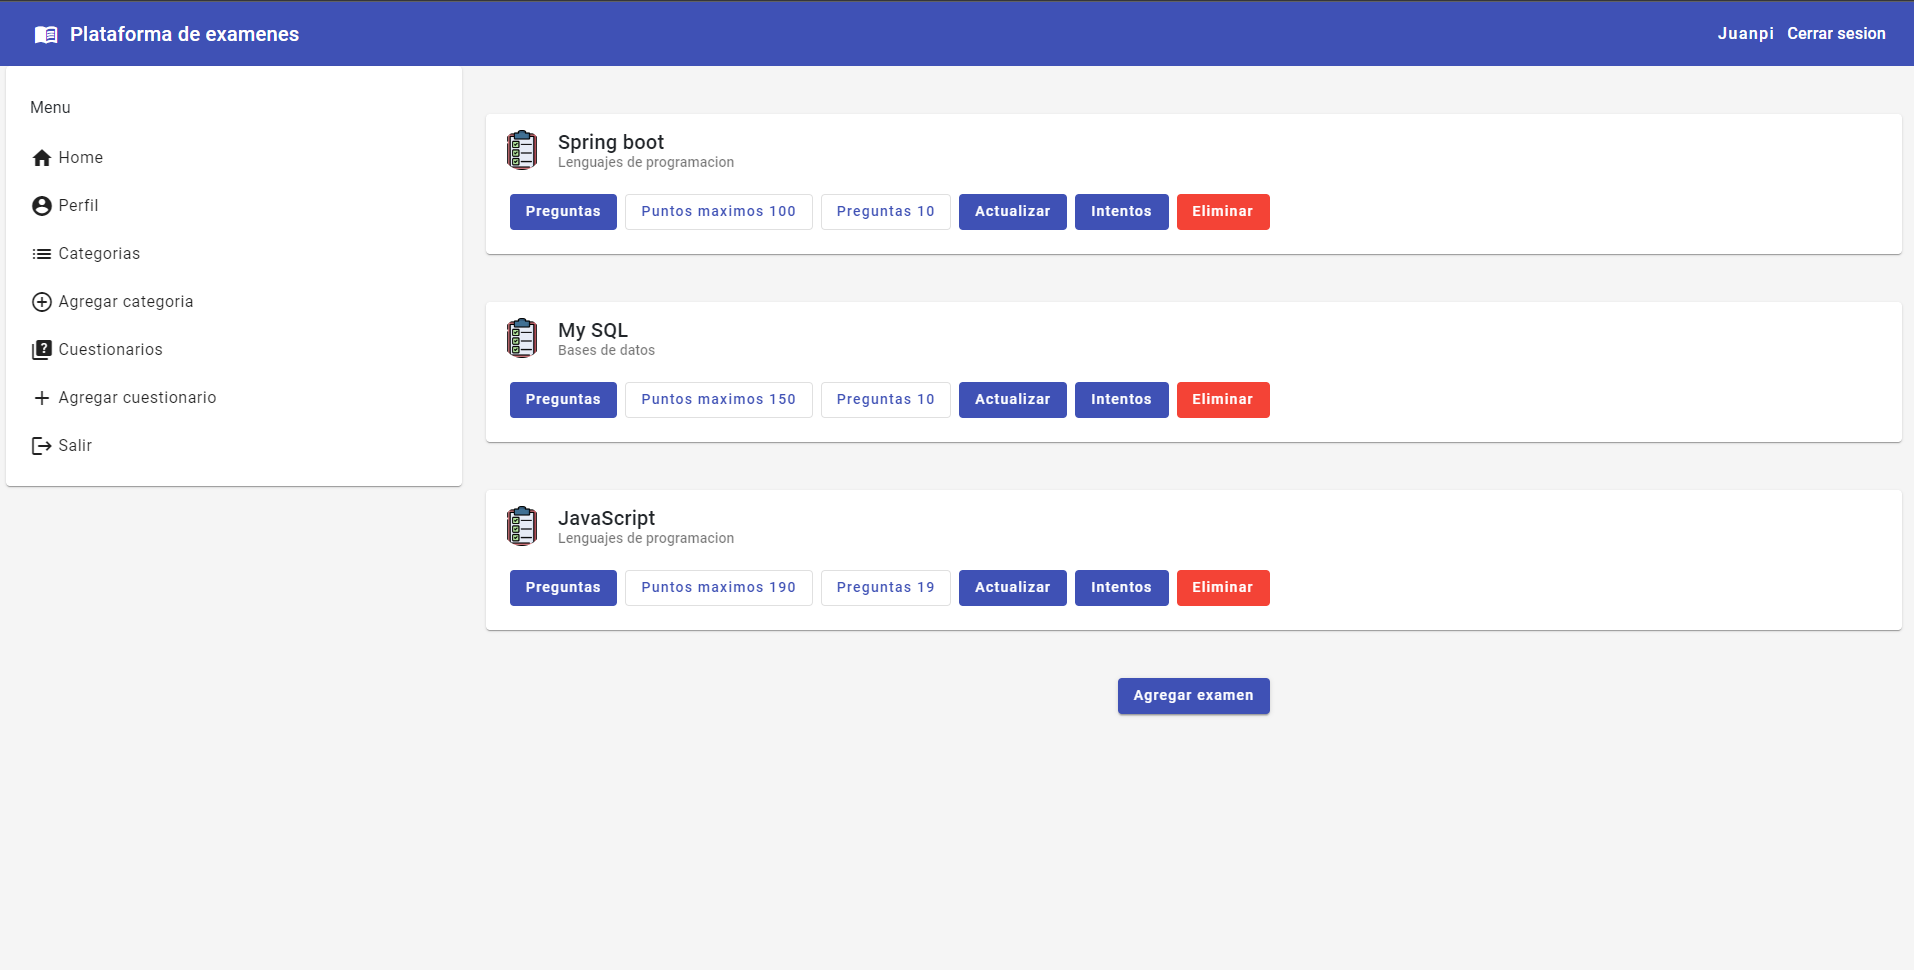 Plataforma de examenes
Juanpi Cerrar sesion
Menu
Home
Perfil
Categorias
Agregar categoria
Cuestionarios
Agregar cuestionario
Salir
Spring boot
Lenguajes de programacion
Preguntas Puntos maximos 100 Preguntas 10 Actualizar Intentos Eliminar
My SQL
Bases de datos
Preguntas Puntos maximos 150 Preguntas 10 Actualizar Intentos Eliminar
JavaScript
Lenguajes de programacion
Preguntas Puntos maximos 190 Preguntas 19 Actualizar Intentos Eliminar
Agregar examen